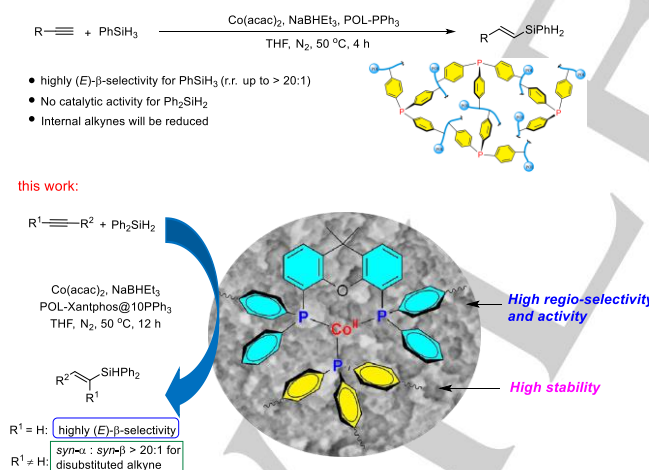 Co(acac)2, NaBHEt3, POL-PPh3
R + PhSiH3
THF, N2, 50 °C, 4 h
R SiPhH2
● highly (E)-β-selectivity for PhSiH3 (r.r. up to > 20:1)
● No catalytic activity for Ph2SiH2
● Internal alkynes will be reduced
P P P P P
this work:
R1 R2 + Ph2SiH2
Co(acac)2, NaBHEt3
POL-Xantphos@10PPh3
THF, N2, 50 °C, 12 h
O
P P
CoII
P
High regio-selectivity
and activity
High stability
SiHPh2
R2
R1
R1 = H: highly (E)-β-selectivity
R1 ≠ H: syn-α : syn-β > 20:1 for
disubstituted alkyne